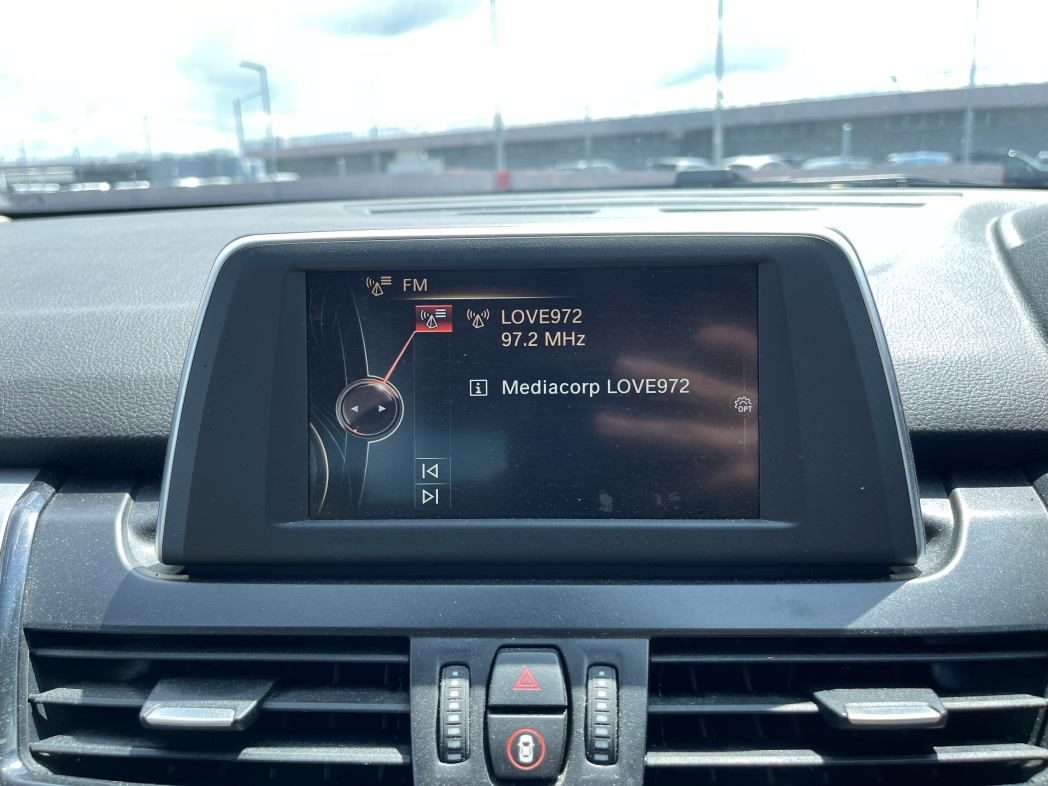 FM
LOVE972
97.2 MHz
i Mediacorp LOVE972
OPT